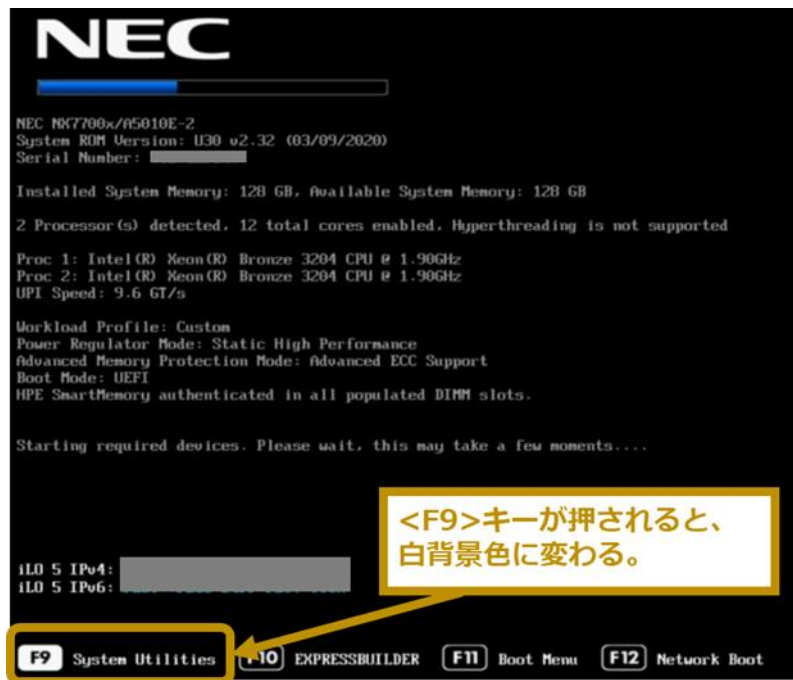 NEC
NEC NX7700x/A5010E-2
System ROM Version: U30 v2.32 (03/09/2020)
Serial Number:
Installed System Memory: 128 GB, Available System Memory: 128 GB
2 Processor(s) detected, 12 total cores enabled, Hyperthreading is not supported
Proc 1: Intel(R) Xeon(R) Bronze 3204 CPU @ 1.90GHz
Proc 2: Intel(R) Xeon(R) Bronze 3204 CPU @ 1.90GHz
UPI Speed: 9.6 GT/s
Workload Profile: Custom
Power Regulator Mode: Static High Performance
Advanced Memory Protection Mode: Advanced ECC Support
Boot Mode: UEFI
HPE SmartMemory authenticated in all populated DIMM slots.
Starting required devices. Please wait, this may take a few moments....
<F9>キーが押されると、
白背景色に変わる。
iLO 5 IPv4:
iLO 5 IPv6:
F9 System Utilities F10 EXPRESSBUILDER F11 Boot Menu F12 Network Boot